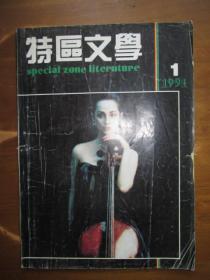 特區文學
special zone literature
1
1994